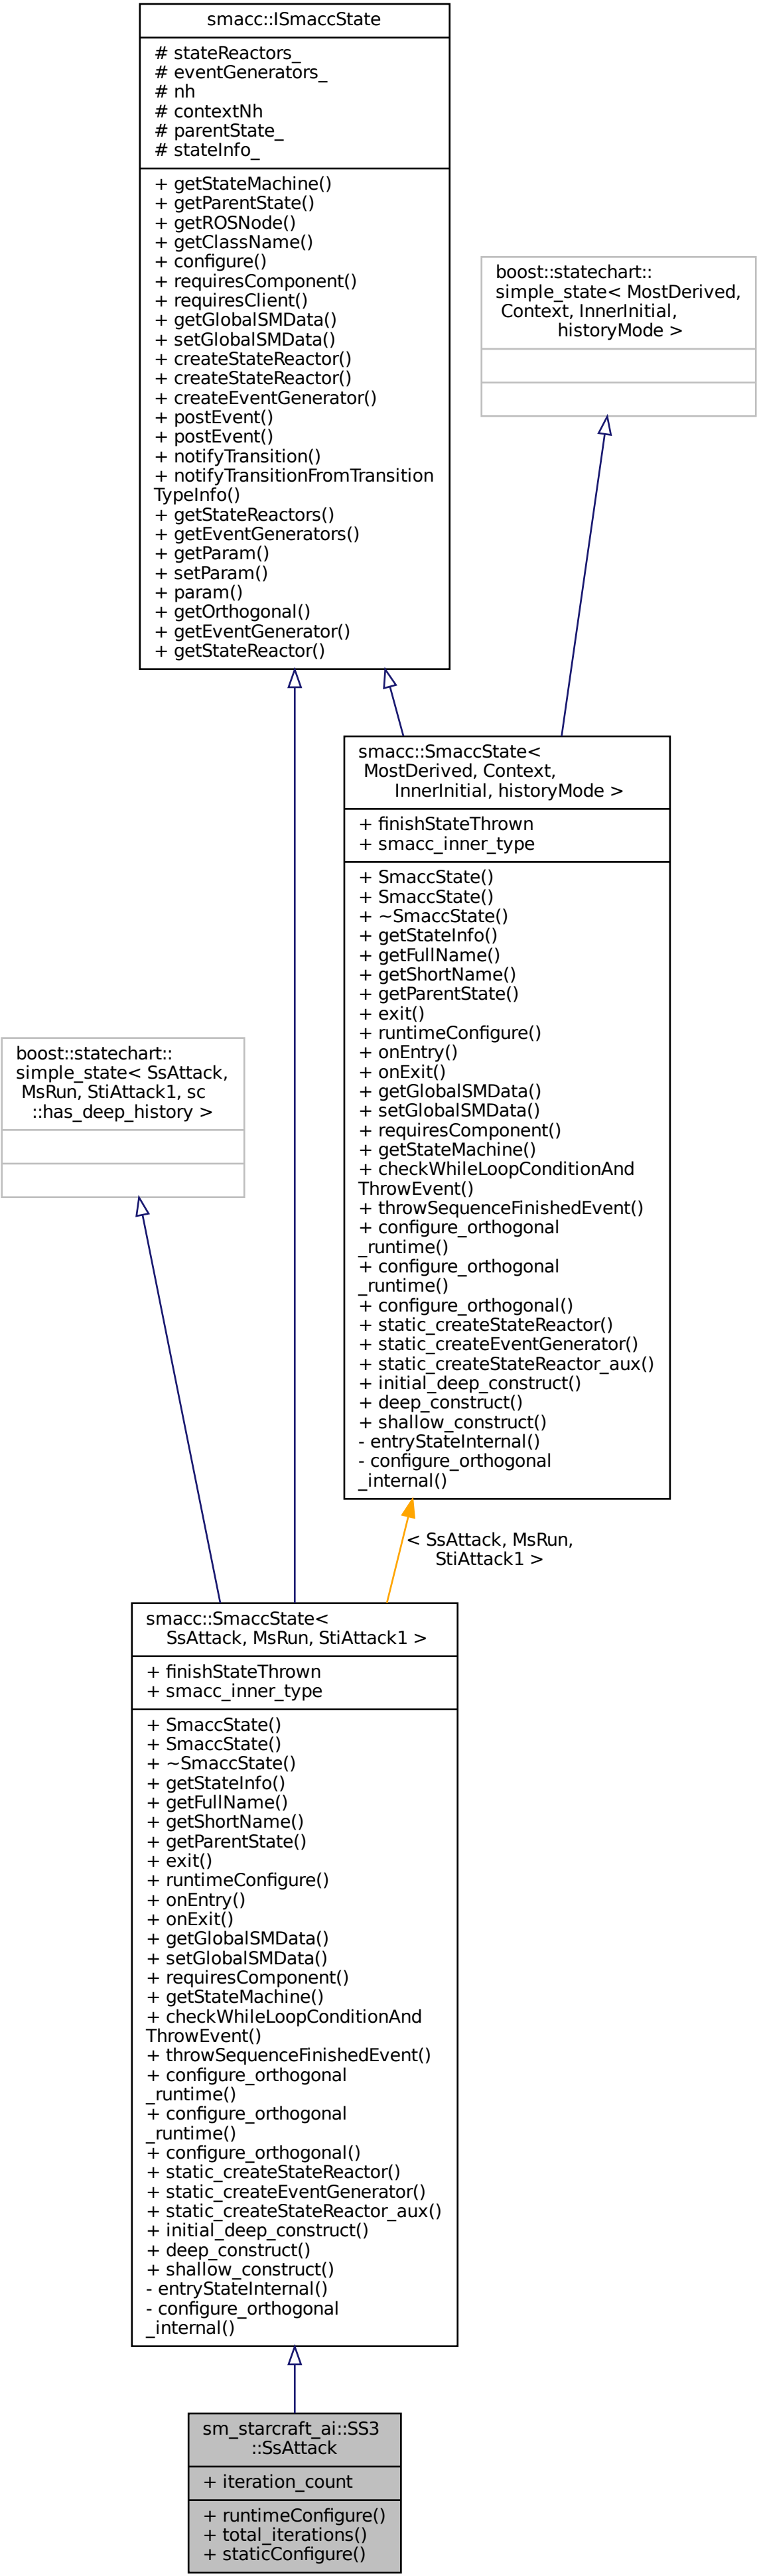 smacc::ISmaccState
# stateReactors_
# eventGenerators_
# nh
# contextNh
# parentState_
# stateInfo_
+ getStateMachine()
+ getParentState()
+ getROSNode()
+ getClassName()
+ configure()
+ requiresComponent()
+ requiresClient()
+ getGlobalSMData()
+ setGlobalSMData()
+ createStateReactor()
+ createStateReactor()
+ createEventGenerator()
+ postEvent()
+ postEvent()
+ notifyTransition()
+ notifyTransitionFromTransition
TypeInfo()
+ getStateReactors()
+ getEventGenerators()
+ getParam()
+ setParam()
+ param()
+ getOrthogonal()
+ getEventGenerator()
+ getStateReactor()
boost::statechart::
simple_state< MostDerived,
Context, InnerInitial,
historyMode >
smacc::SmaccState<
MostDerived, Context,
InnerInitial, historyMode >
+ finishStateThrown
+ smacc_inner_type
+ SmaccState()
+ SmaccState()
+ ~SmaccState()
+ getStateInfo()
+ getFullName()
+ getShortName()
+ getParentState()
+ exit()
+ runtimeConfigure()
+ onEntry()
+ onExit()
+ getGlobalSMData()
+ setGlobalSMData()
+ requiresComponent()
+ getStateMachine()
+ checkWhileLoopConditionAnd
ThrowEvent()
+ throwSequenceFinishedEvent()
+ configure_orthogonal
_runtime()
+ configure_orthogonal
_runtime()
+ configure_orthogonal()
+ static_createStateReactor()
+ static_createEventGenerator()
+ static_createStateReactor_aux()
+ initial_deep_construct()
+ deep_construct()
+ shallow_construct()
- entryStateInternal()
- configure_orthogonal
_internal()
boost::statechart::
simple_state< SsAttack,
MsRun, StiAttack1, sc
::has_deep_history >
< SsAttack, MsRun,
StiAttack1 >
smacc::SmaccState<
SsAttack, MsRun, StiAttack1 >
+ finishStateThrown
+ smacc_inner_type
+ SmaccState()
+ SmaccState()
+ ~SmaccState()
+ getStateInfo()
+ getFullName()
+ getShortName()
+ getParentState()
+ exit()
+ runtimeConfigure()
+ onEntry()
+ onExit()
+ getGlobalSMData()
+ setGlobalSMData()
+ requiresComponent()
+ getStateMachine()
+ checkWhileLoopConditionAnd
ThrowEvent()
+ throwSequenceFinishedEvent()
+ configure_orthogonal
_runtime()
+ configure_orthogonal
_runtime()
+ configure_orthogonal()
+ static_createStateReactor()
+ static_createEventGenerator()
+ static_createStateReactor_aux()
+ initial_deep_construct()
+ deep_construct()
+ shallow_construct()
- entryStateInternal()
- configure_orthogonal
_internal()
sm_starcraft_ai::SS3
::SsAttack
+ iteration_count
+ runtimeConfigure()
+ total_iterations()
+ staticConfigure()